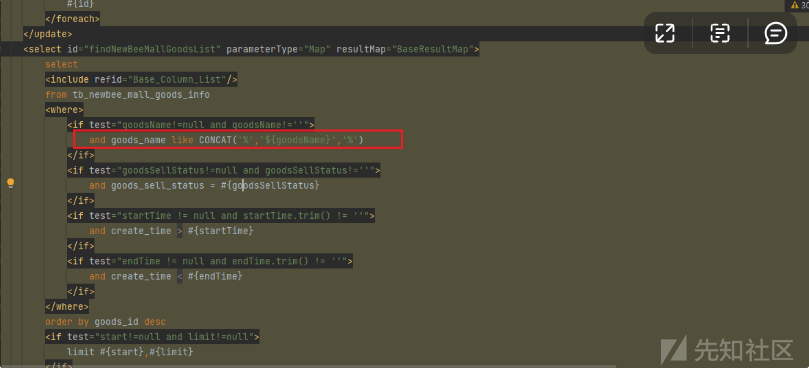 #{id}
30
</foreach>
</update>
<select id="findNewBeeMallGoodsList" parameterType="Map" resultMap="BaseResultMap">
select
<include refid="Base_Column_List"/>
from tb_newbee_mall_goods_info
<where>
<if test="goodsName!=null and goodsName!=''">
and goods_name like CONCAT('%','${goodsName}','%')
</if>
<if test="goodsSellStatus!=null and goodsSellStatus!=''">
and goods_sell_status = #{goodsSellStatus}
</if>
<if test="startTime != null and startTime.trim() != ''">
and create_time > #{startTime}
</if>
<if test="endTime != null and endTime.trim() != ''">
and create_time < #{endTime}
</if>
</where>
order by goods_id desc
<if test="start!=null and limit!=null">
limit #{start},#{limit}
</if>
先知社区